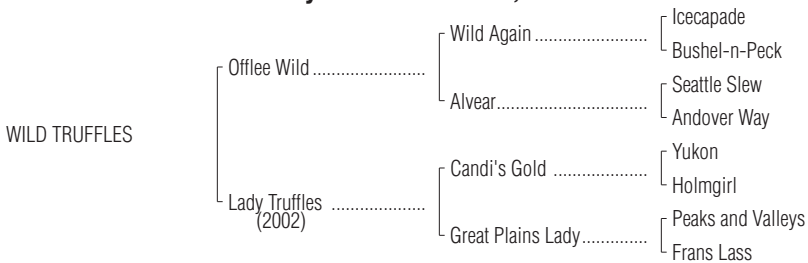 Icecapade
Wild Again ........................
Bushel-n-Peck
Offlee Wild ........................
Seattle Slew
Alvear.................................
Andover Way
WILD TRUFFLES
Yukon
Candi's Gold ....................
Holmgirl
Lady Truffles ....................
(2002)
Peaks and Valleys
Great Plains Lady..............
Frans Lass